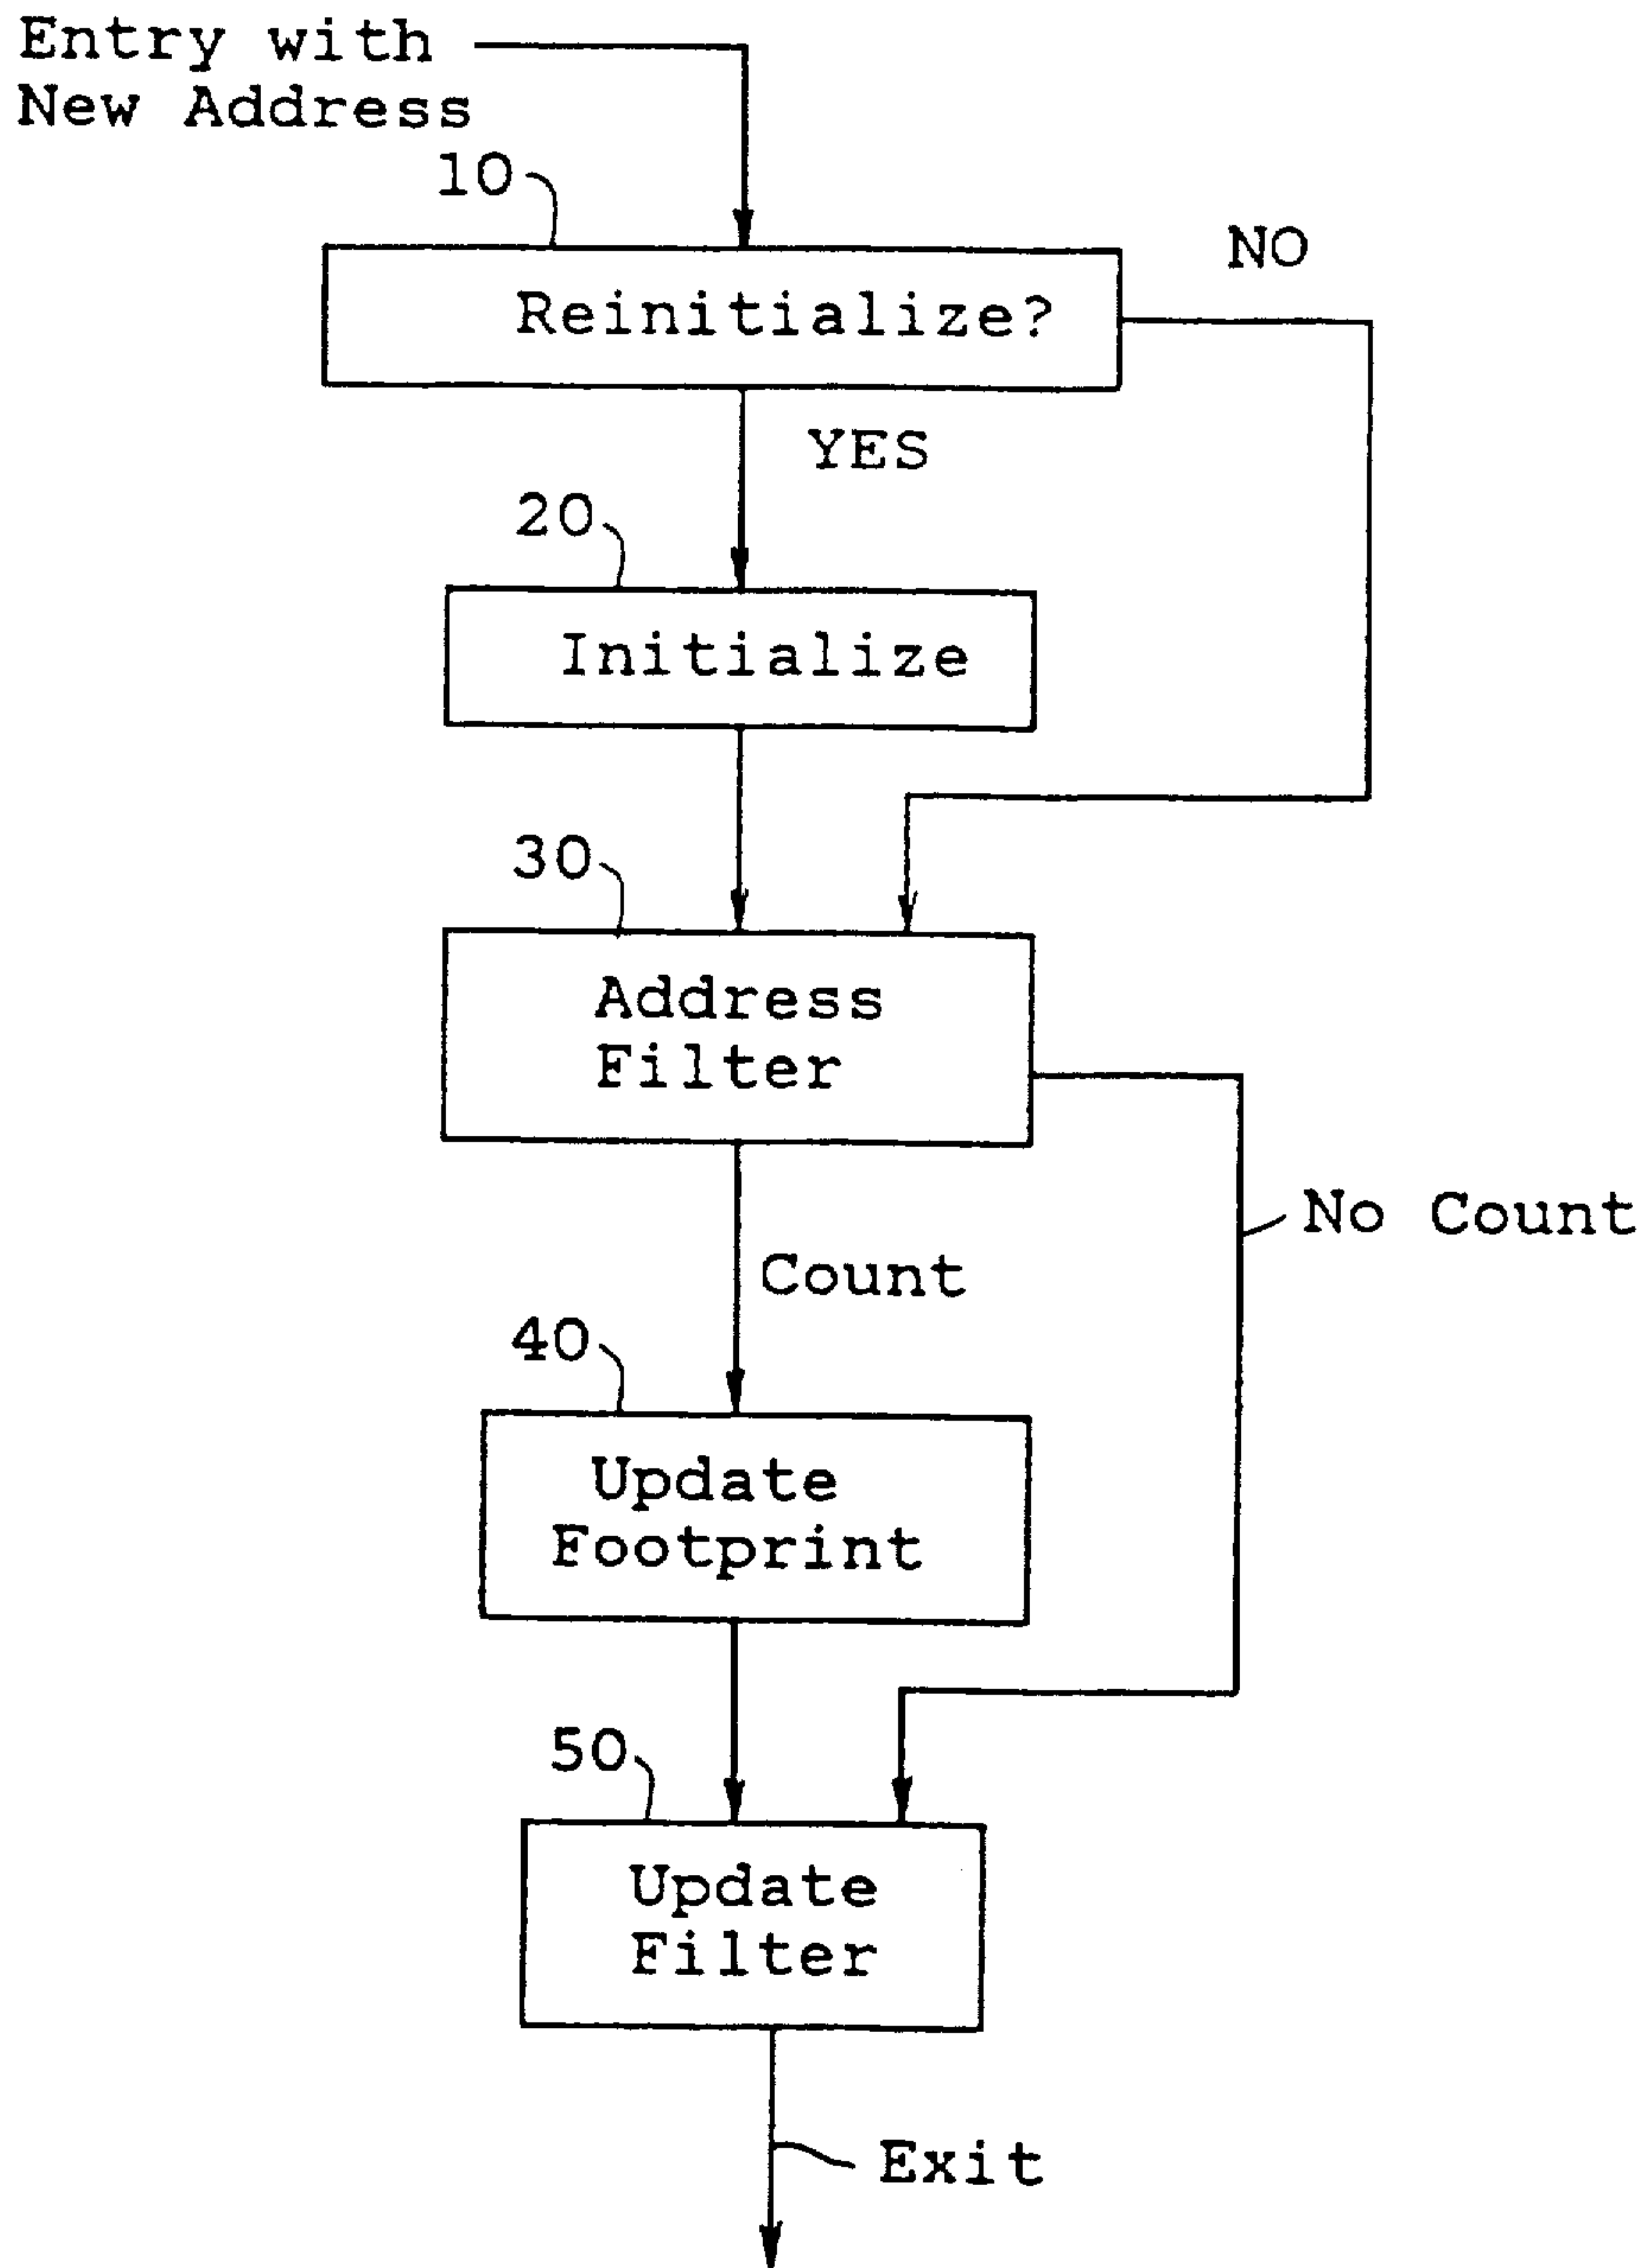 Entry with
New Address
10
NO
Reinitialize?
YES
20
Initialize
30
Address
Filter
No Count
Count
40
Update
Footprint
50
Update
Filter
Exit